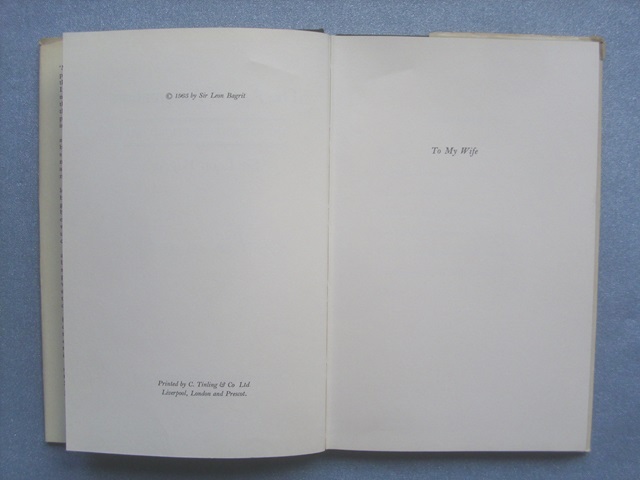 © 1965 by Sir Leon Bagrit
To My Wife
Printed by C. Tinling & Co Ltd
Liverpool, London and Prescot.